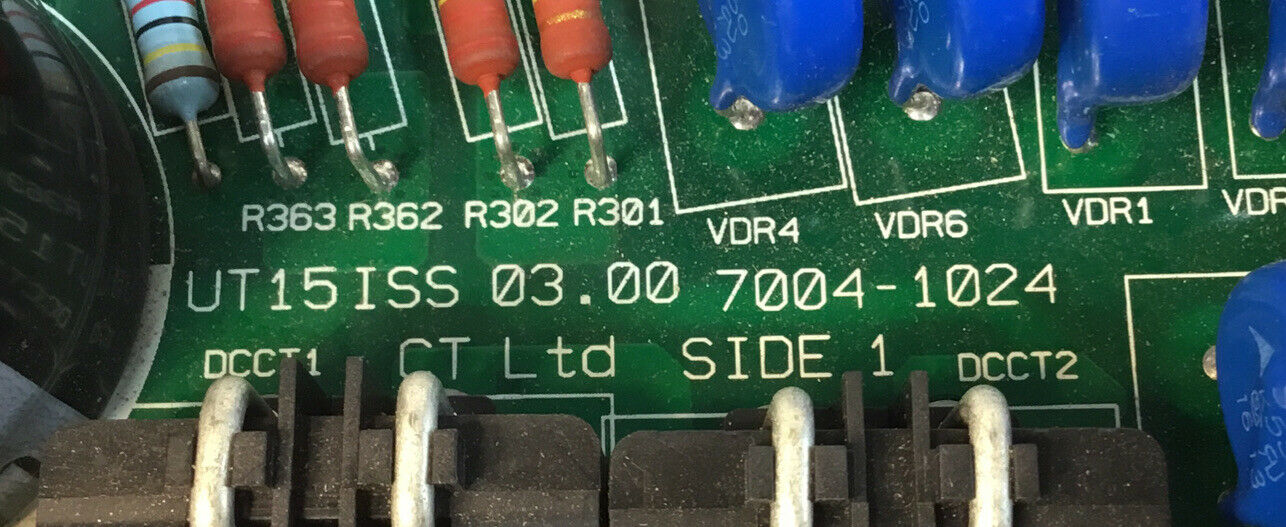 R363 R362 R302 R301
VDR4 VDR6 VDR1
UT15ISS 03.00 7004-1024
DCCT1 CT Ltd SIDE 1 DCCT2